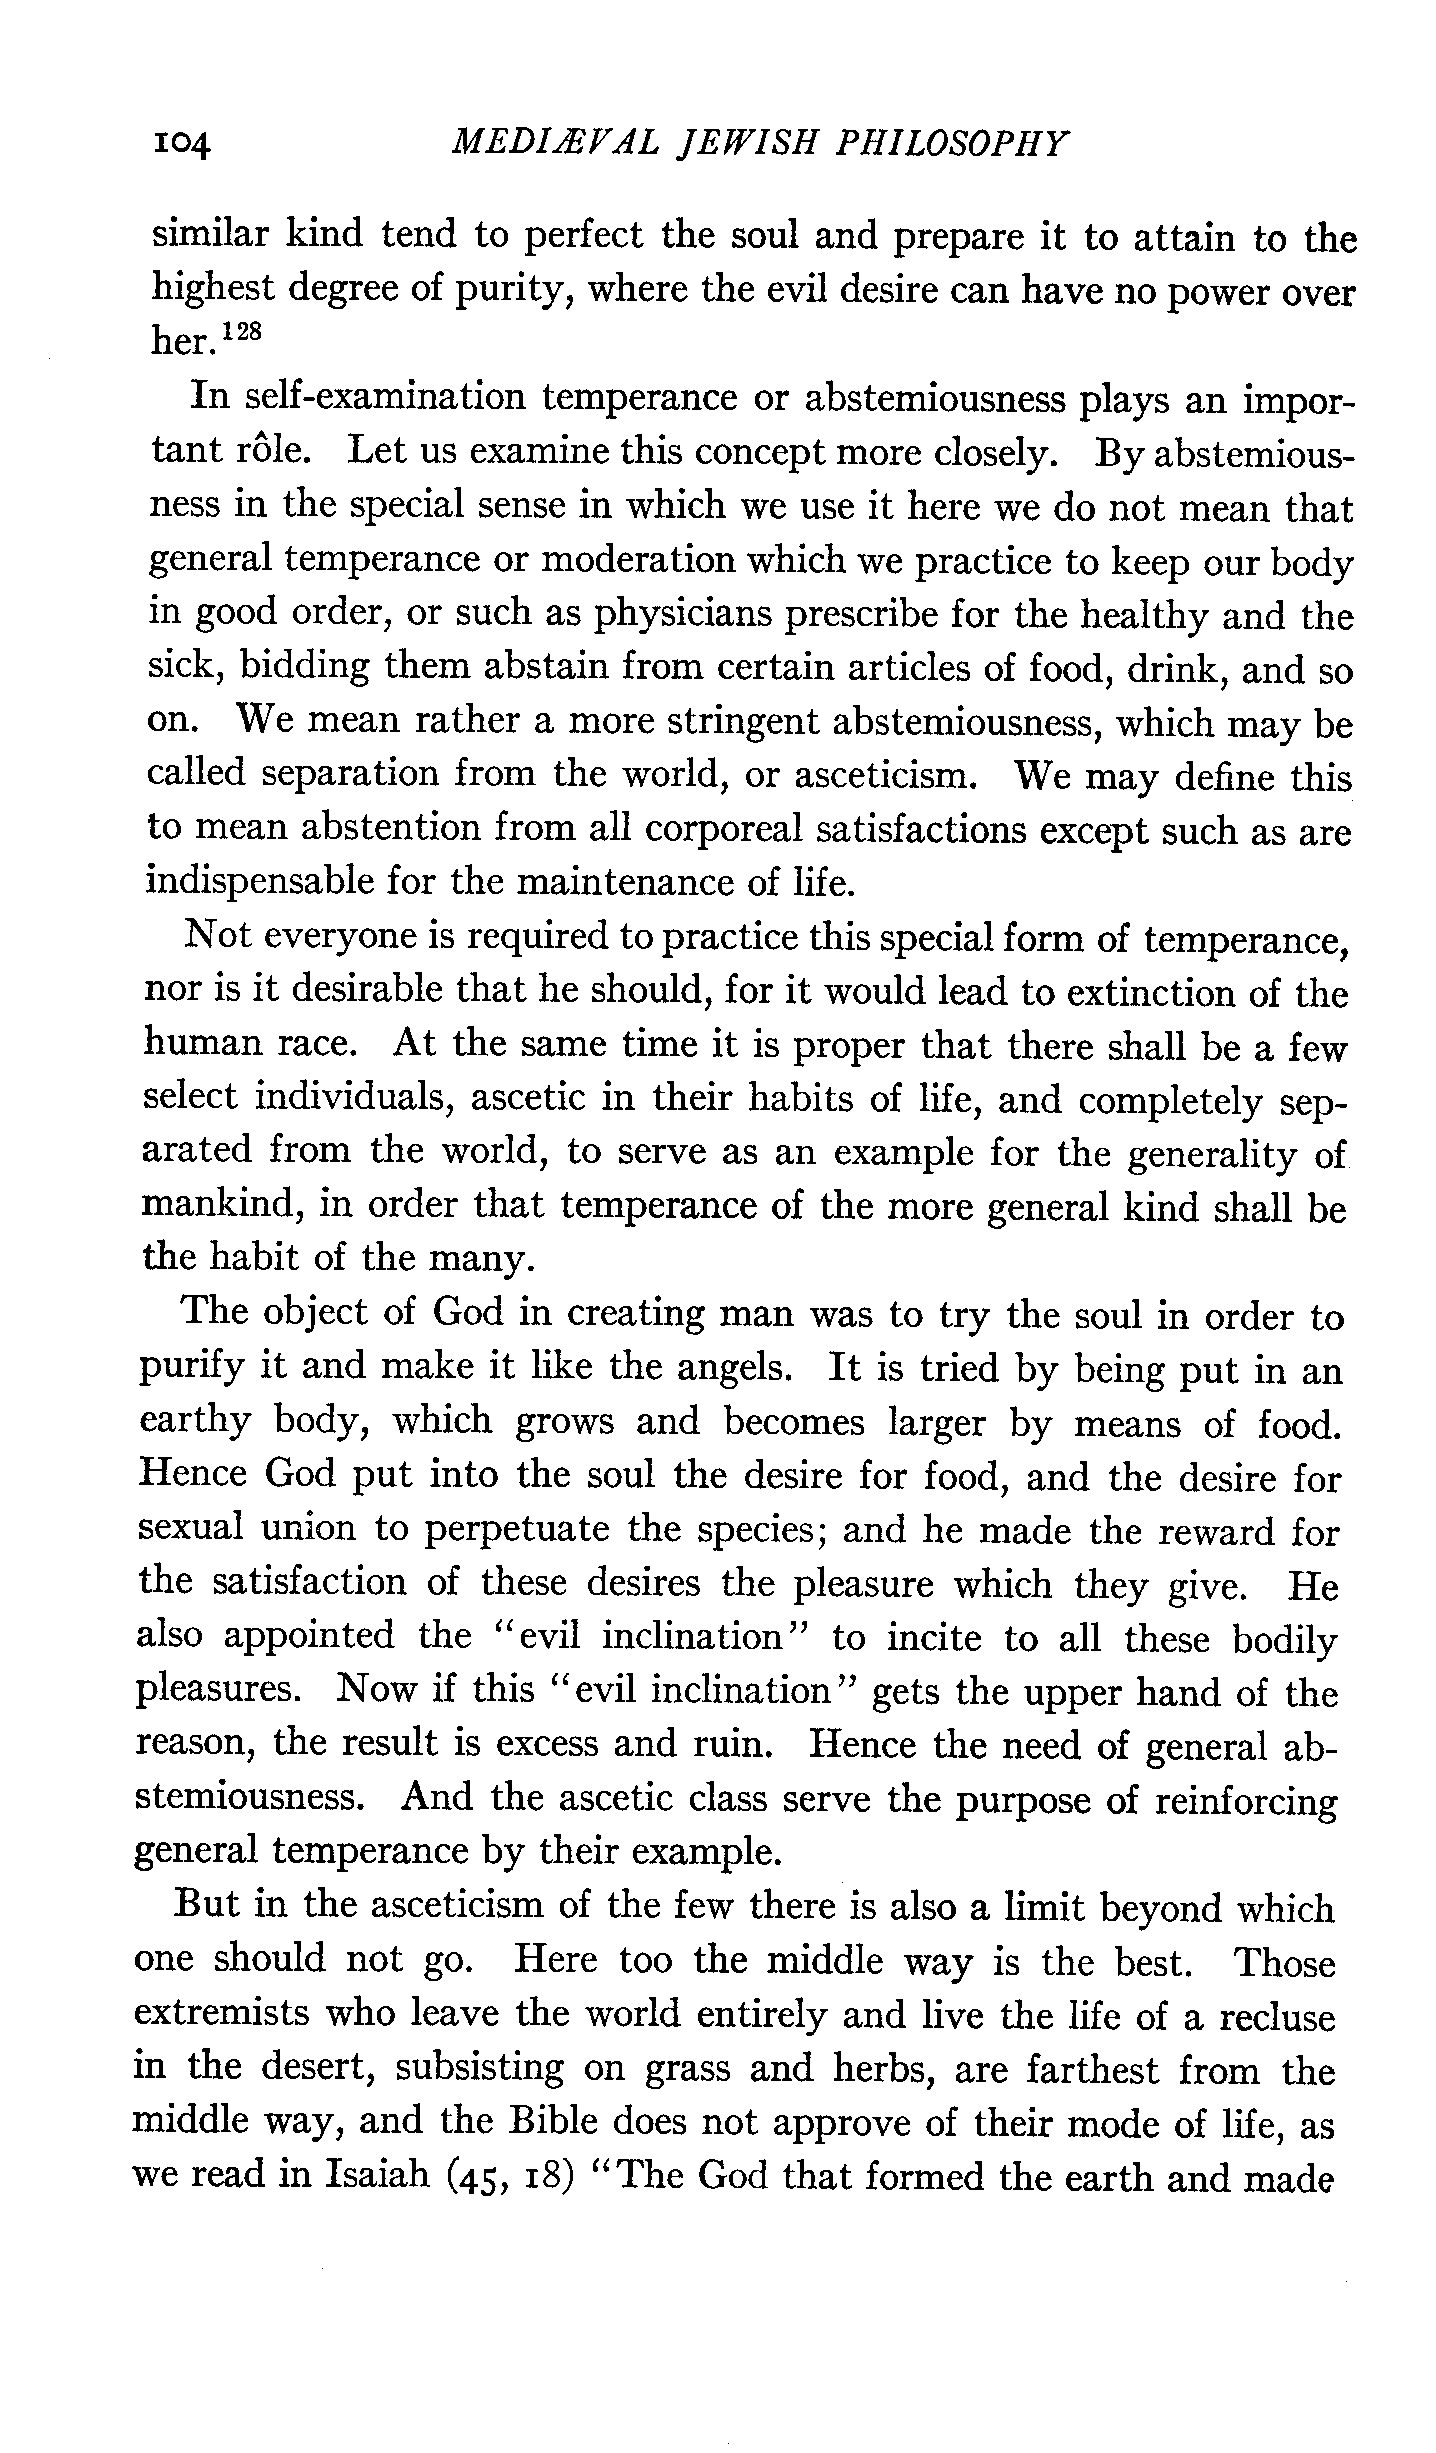 104 MEDIÆVAL JEWISH PHILOSOPHY
similar kind tend to perfect the soul and prepare it to attain to the
highest degree of purity, where the evil desire can have no power over
her.128
In self-examination temperance or abstemiousness plays an impor-
tant rôle. Let us examine this concept more closely. By abstemious-
ness in the special sense in which we use it here we do not mean that
general temperance or moderation which we practice to keep our body
in good order, or such as physicians prescribe for the healthy and the
sick, bidding them abstain from certain articles of food, drink, and so
on. We mean rather a more stringent abstemiousness, which may be
called separation from the world, or asceticism. We may define this
to mean abstention from all corporeal satisfactions except such as are
indispensable for the maintenance of life.
Not everyone is required to practice this special form of temperance,
nor is it desirable that he should, for it would lead to extinction of the
human race. At the same time it is proper that there shall be a few
select individuals, ascetic in their habits of life, and completely sep-
arated from the world, to serve as an example for the generality of
mankind, in order that temperance of the more general kind shall be
the habit of the many.
The object of God in creating man was to try the soul in order to
purify it and make it like the angels. It is tried by being put in an
earthy body, which grows and becomes larger by means of food.
Hence God put into the soul the desire for food, and the desire for
sexual union to perpetuate the species; and he made the reward for
the satisfaction of these desires the pleasure which they give. He
also appointed the "evil inclination" to incite to all these bodily
pleasures. Now if this "evil inclination" gets the upper hand of the
reason, the result is excess and ruin. Hence the need of general ab-
stemiousness. And the ascetic class serve the purpose of reinforcing
general temperance by their example.
But in the asceticism of the few there is also a limit beyond which
one should not go. Here too the middle way is the best. Those
extremists who leave the world entirely and live the life of a recluse
in the desert, subsisting on grass and herbs, are farthest from the
middle way, and the Bible does not approve of their mode of life, as
we read in Isaiah (45, 18) "The God that formed the earth and made